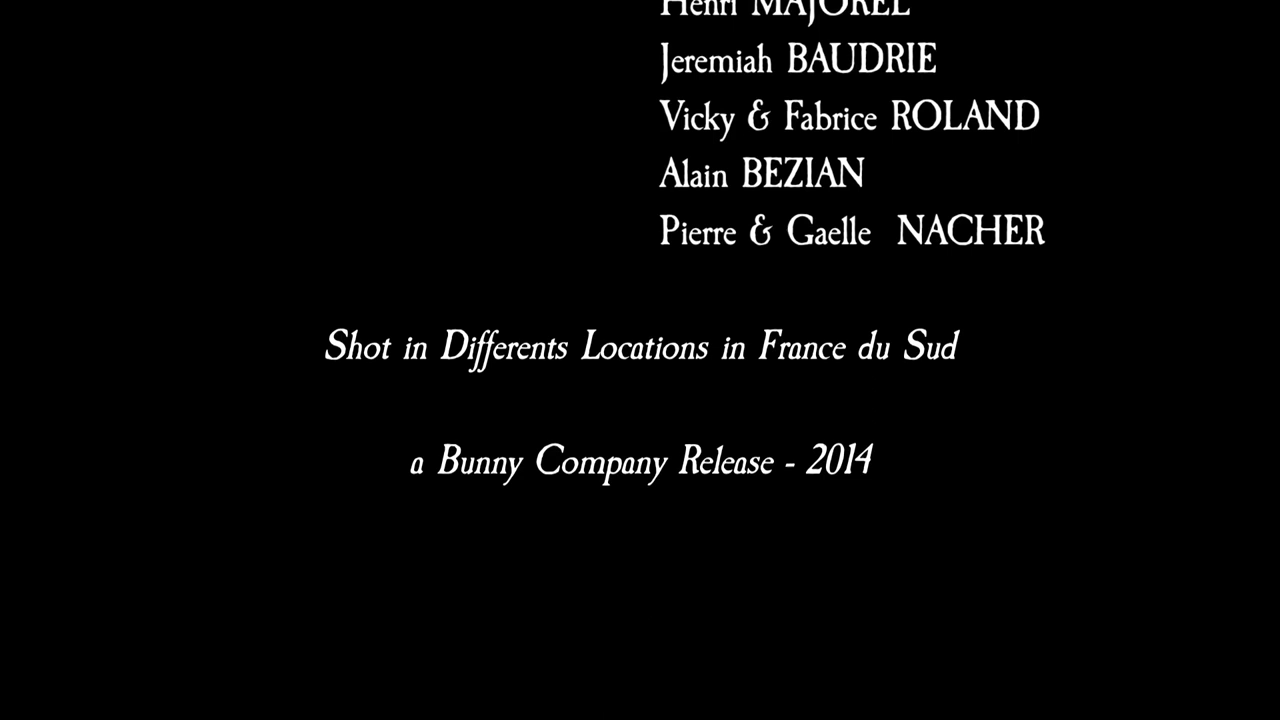 Henri MAJOREL
Jeremiah BAUDRIE
Vicky & Fabrice ROLAND
Alain BEZIAN
Pierre & Gaelle NACHER
Shot in Differents Locations in France du Sud
a Bunny Company Release - 2014